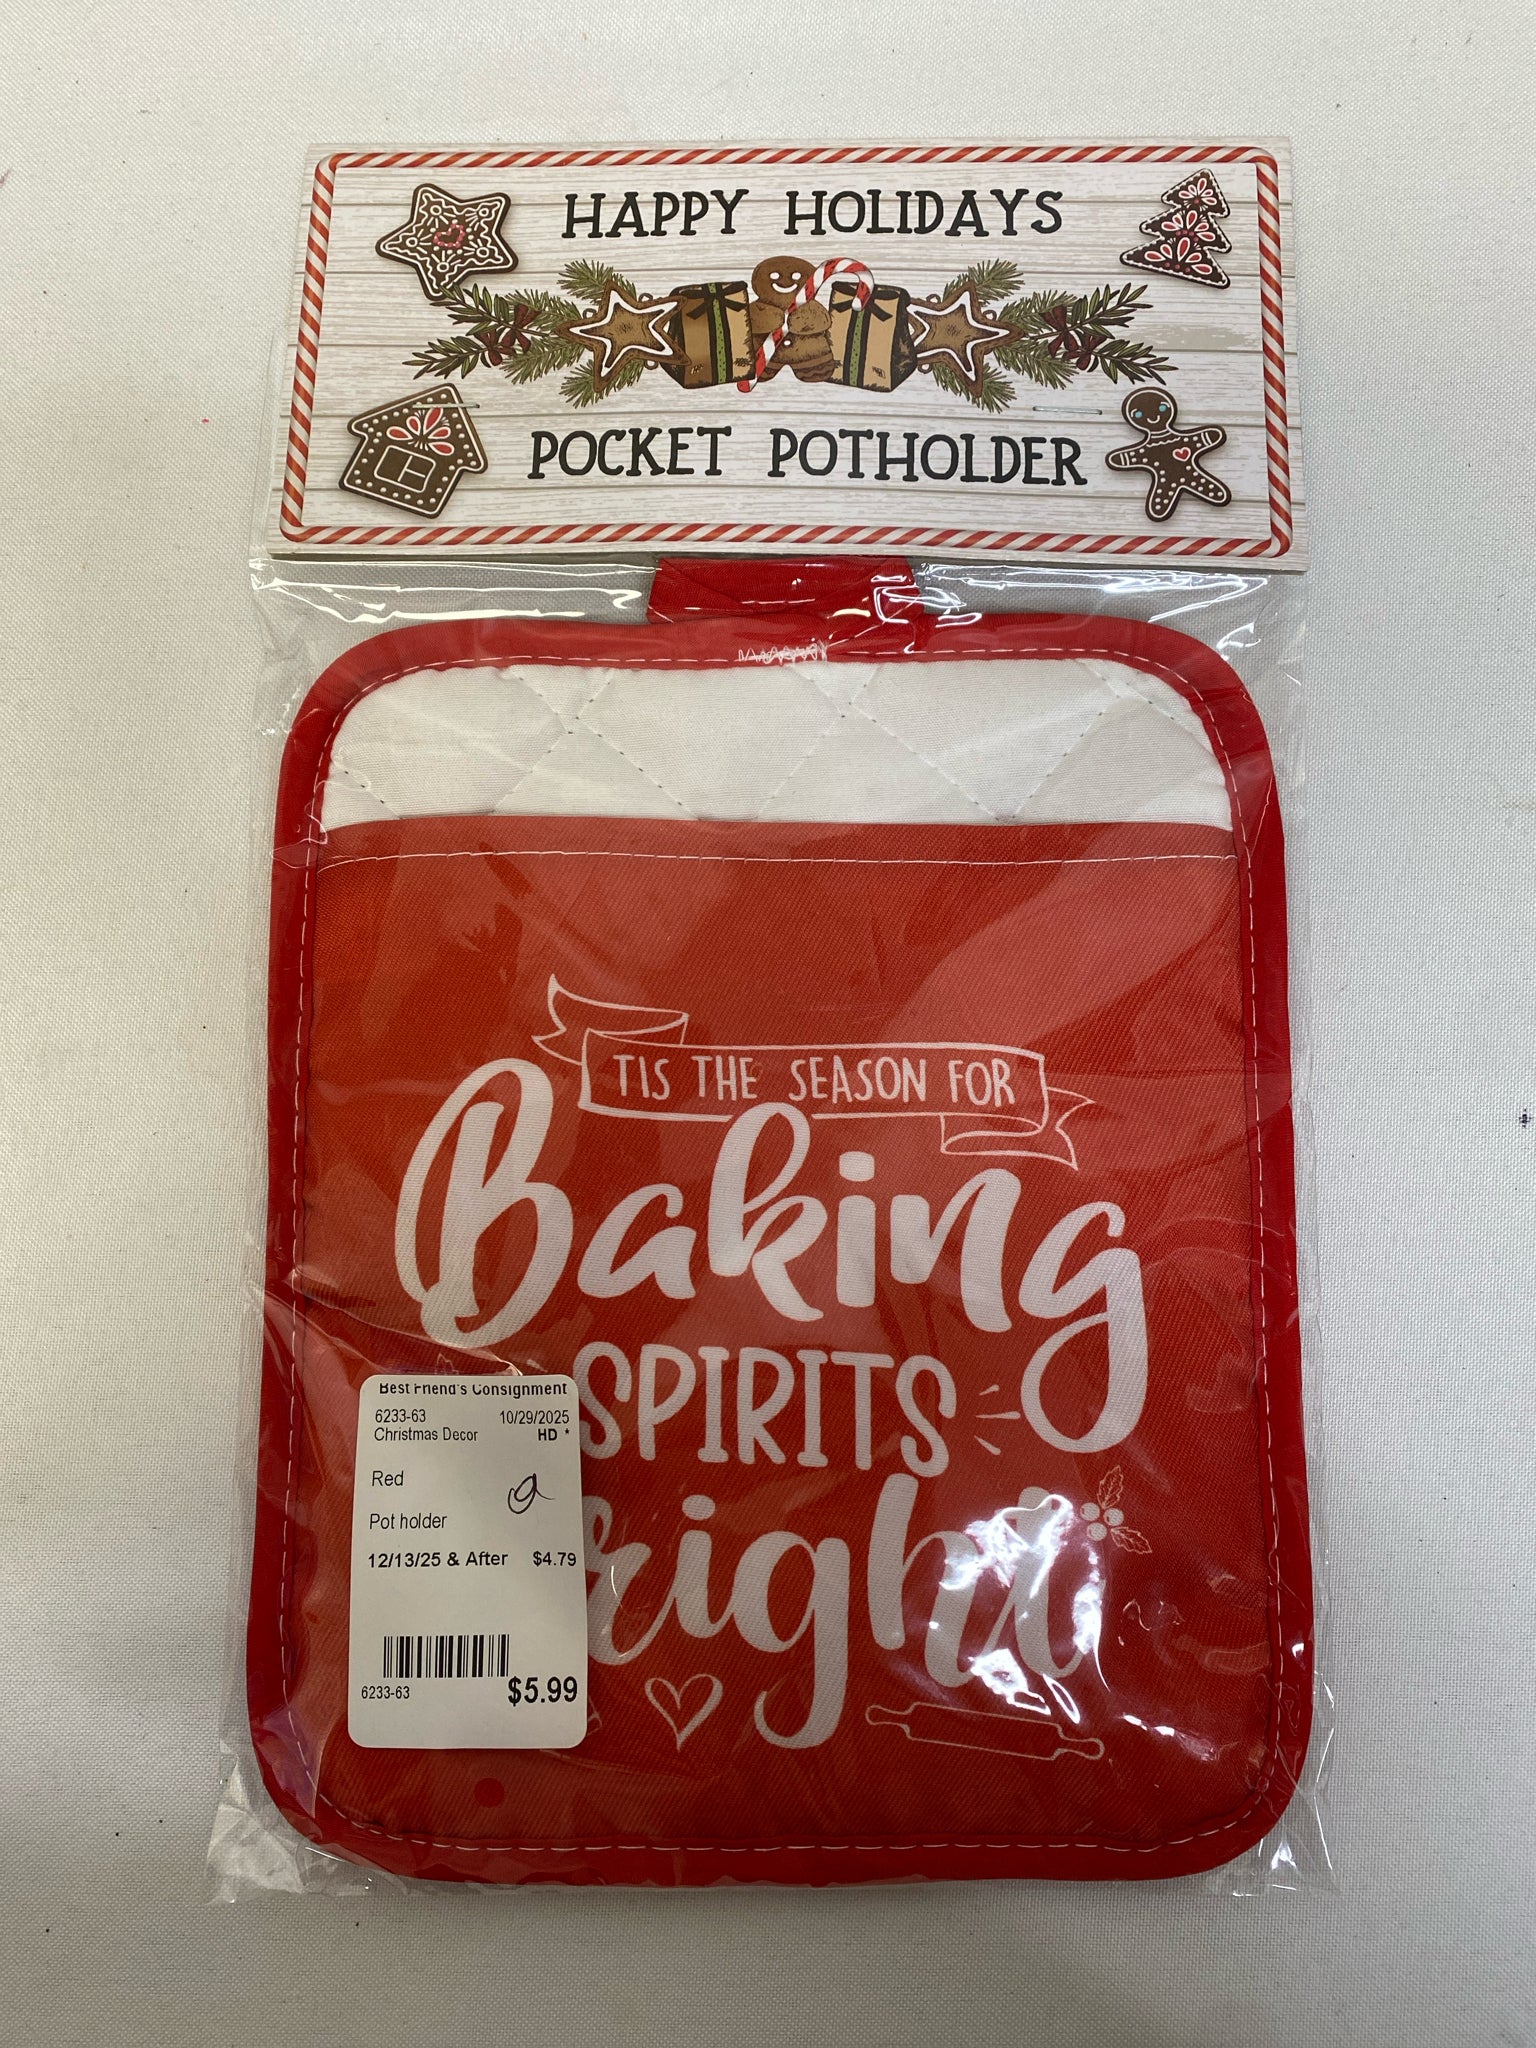 HAPPY HOLIDAYS
POCKET POTHOLDER
TIS THE SEASON FOR
Baking
SPIRITS
right
Best Friend's Consignment
6233-63 10/29/2025
Christmas Decor HD *
Red
Pot holder
12/13/25 & After $4.79
6233-63 $5.99